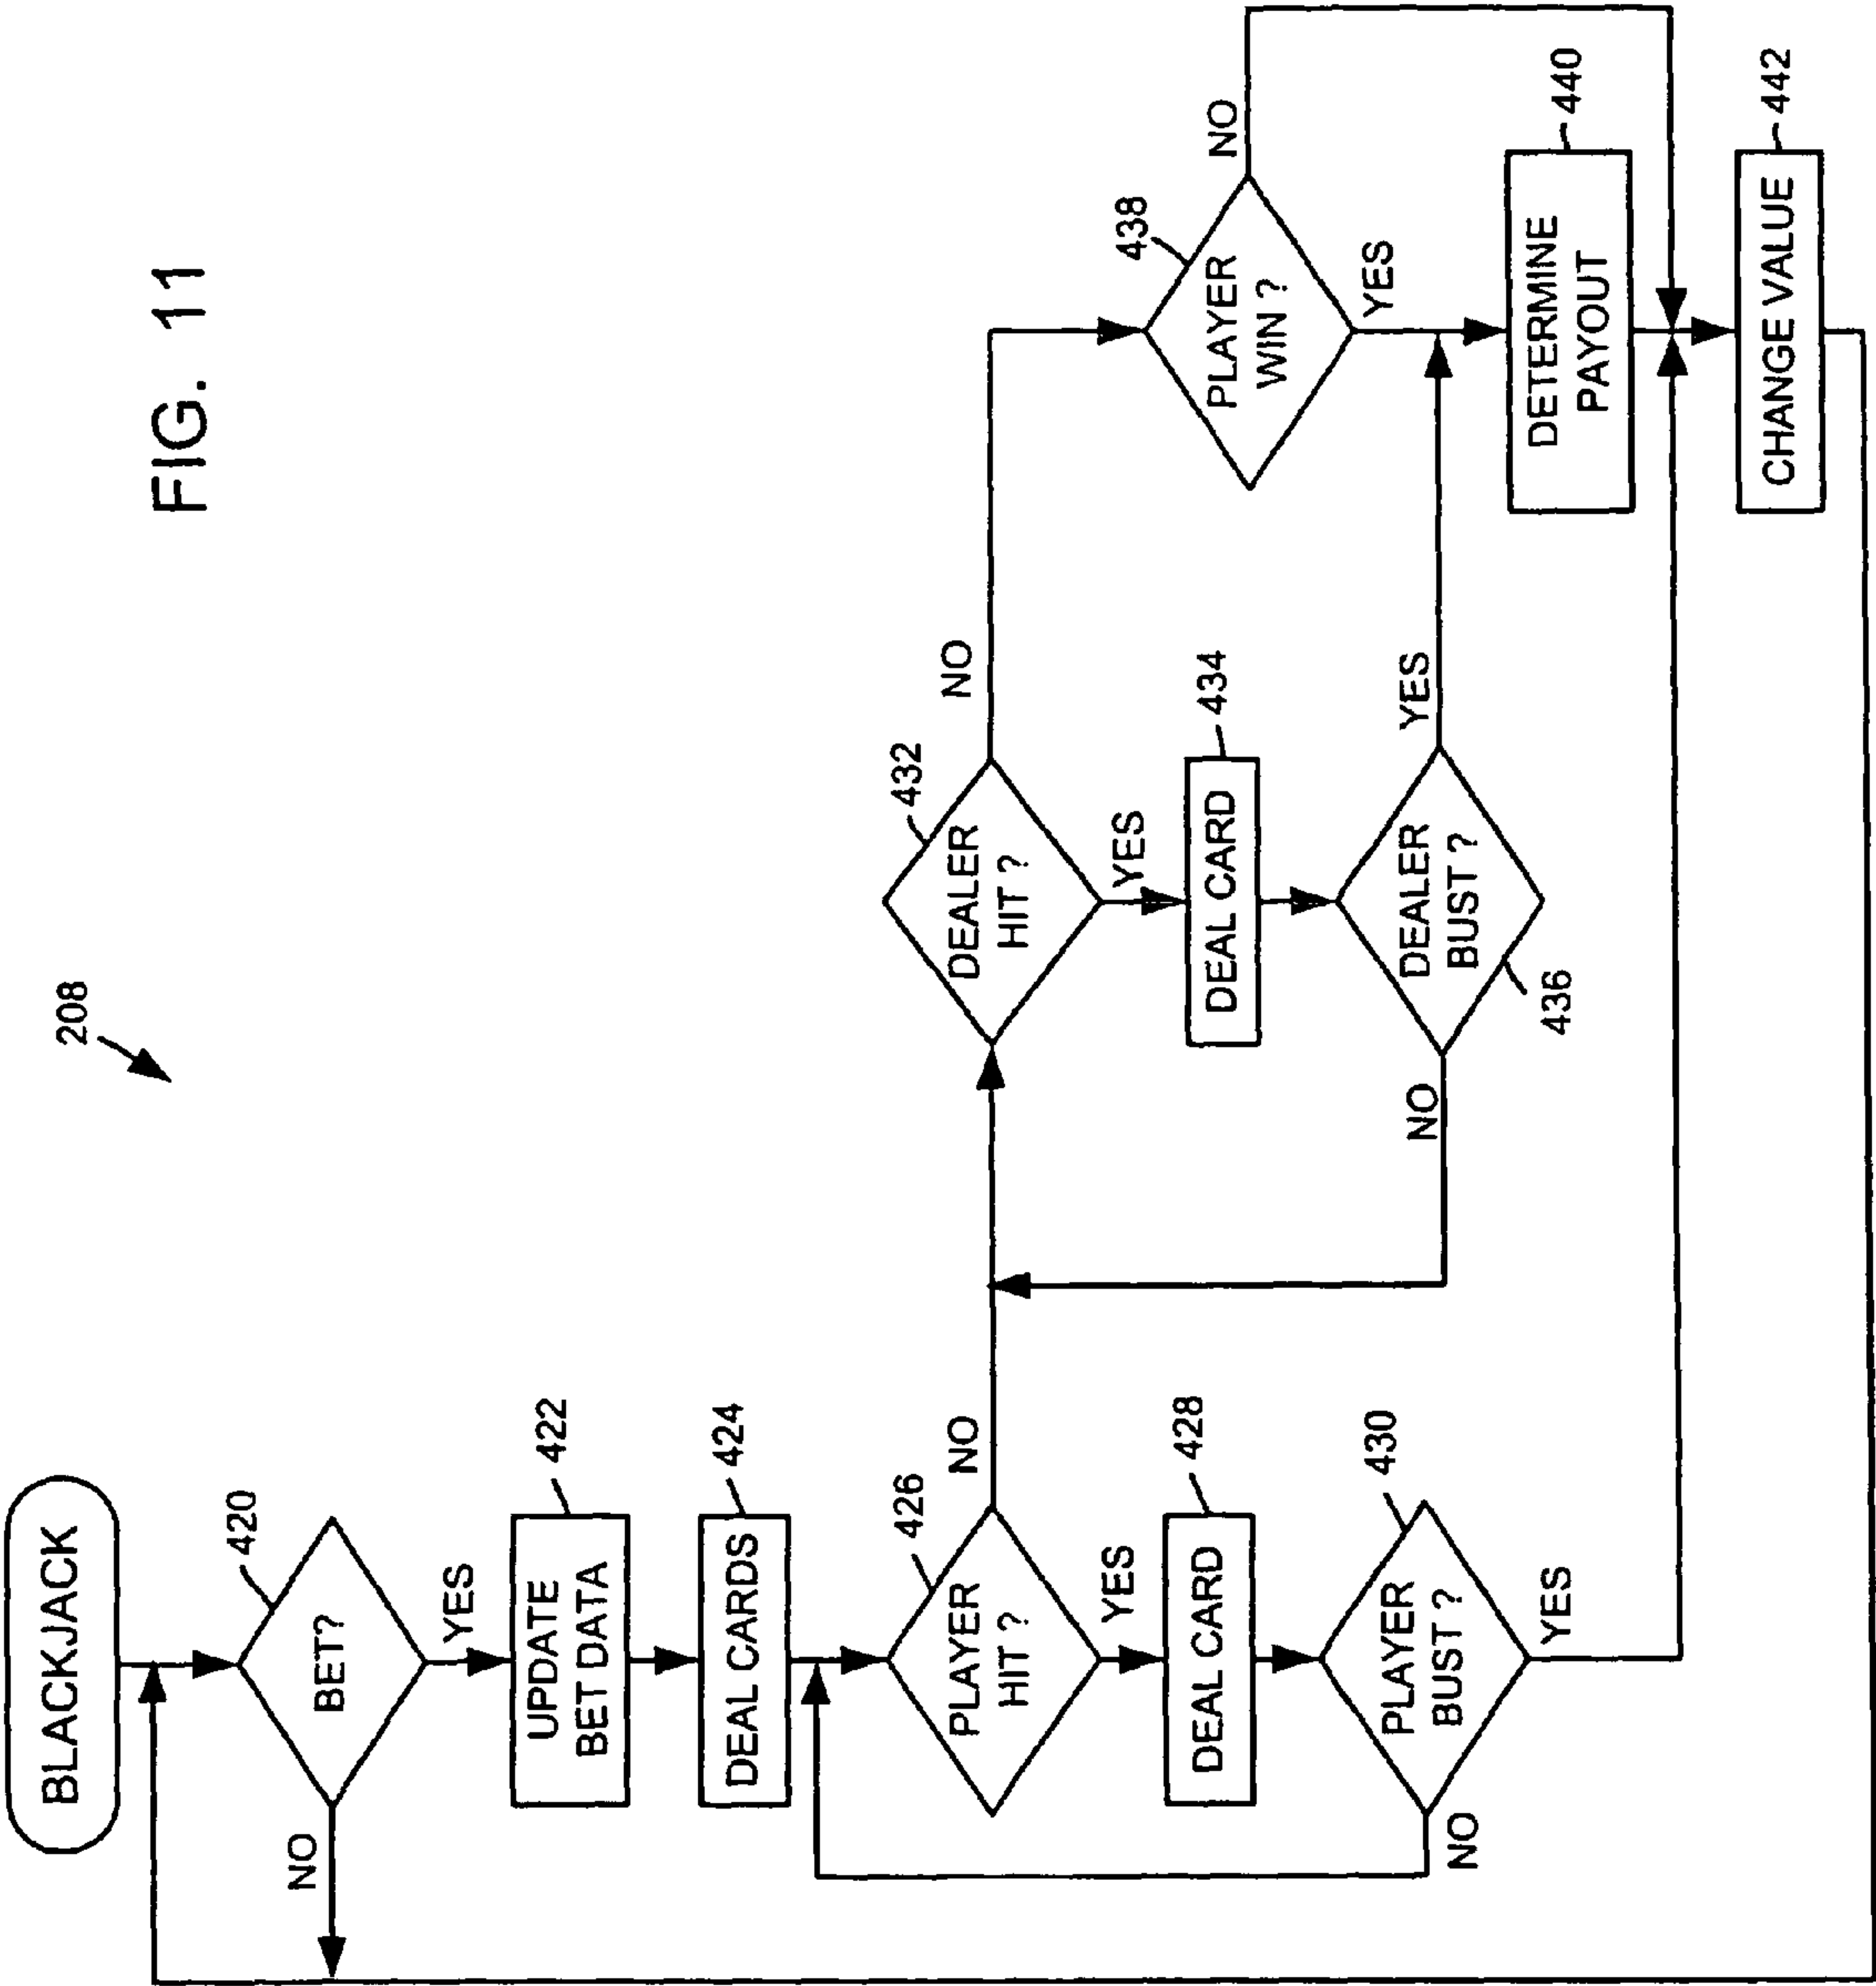 FIG. 11
208
BLACKJACK
420
BET?
NO
YES
422
UPDATE
BET DATA
424
DEAL CARDS
426
PLAYER
HIT ?
NO
YES
428
DEAL CARD
430
PLAYER
BUST ?
NO
YES
432
DEALER
HIT ?
NO
YES
434
DEAL CARD
DEALER
BUST ?
436
NO
YES
438
PLAYER
WIN ?
NO
YES
440
DETERMINE
PAYOUT
442
CHANGE VALUE